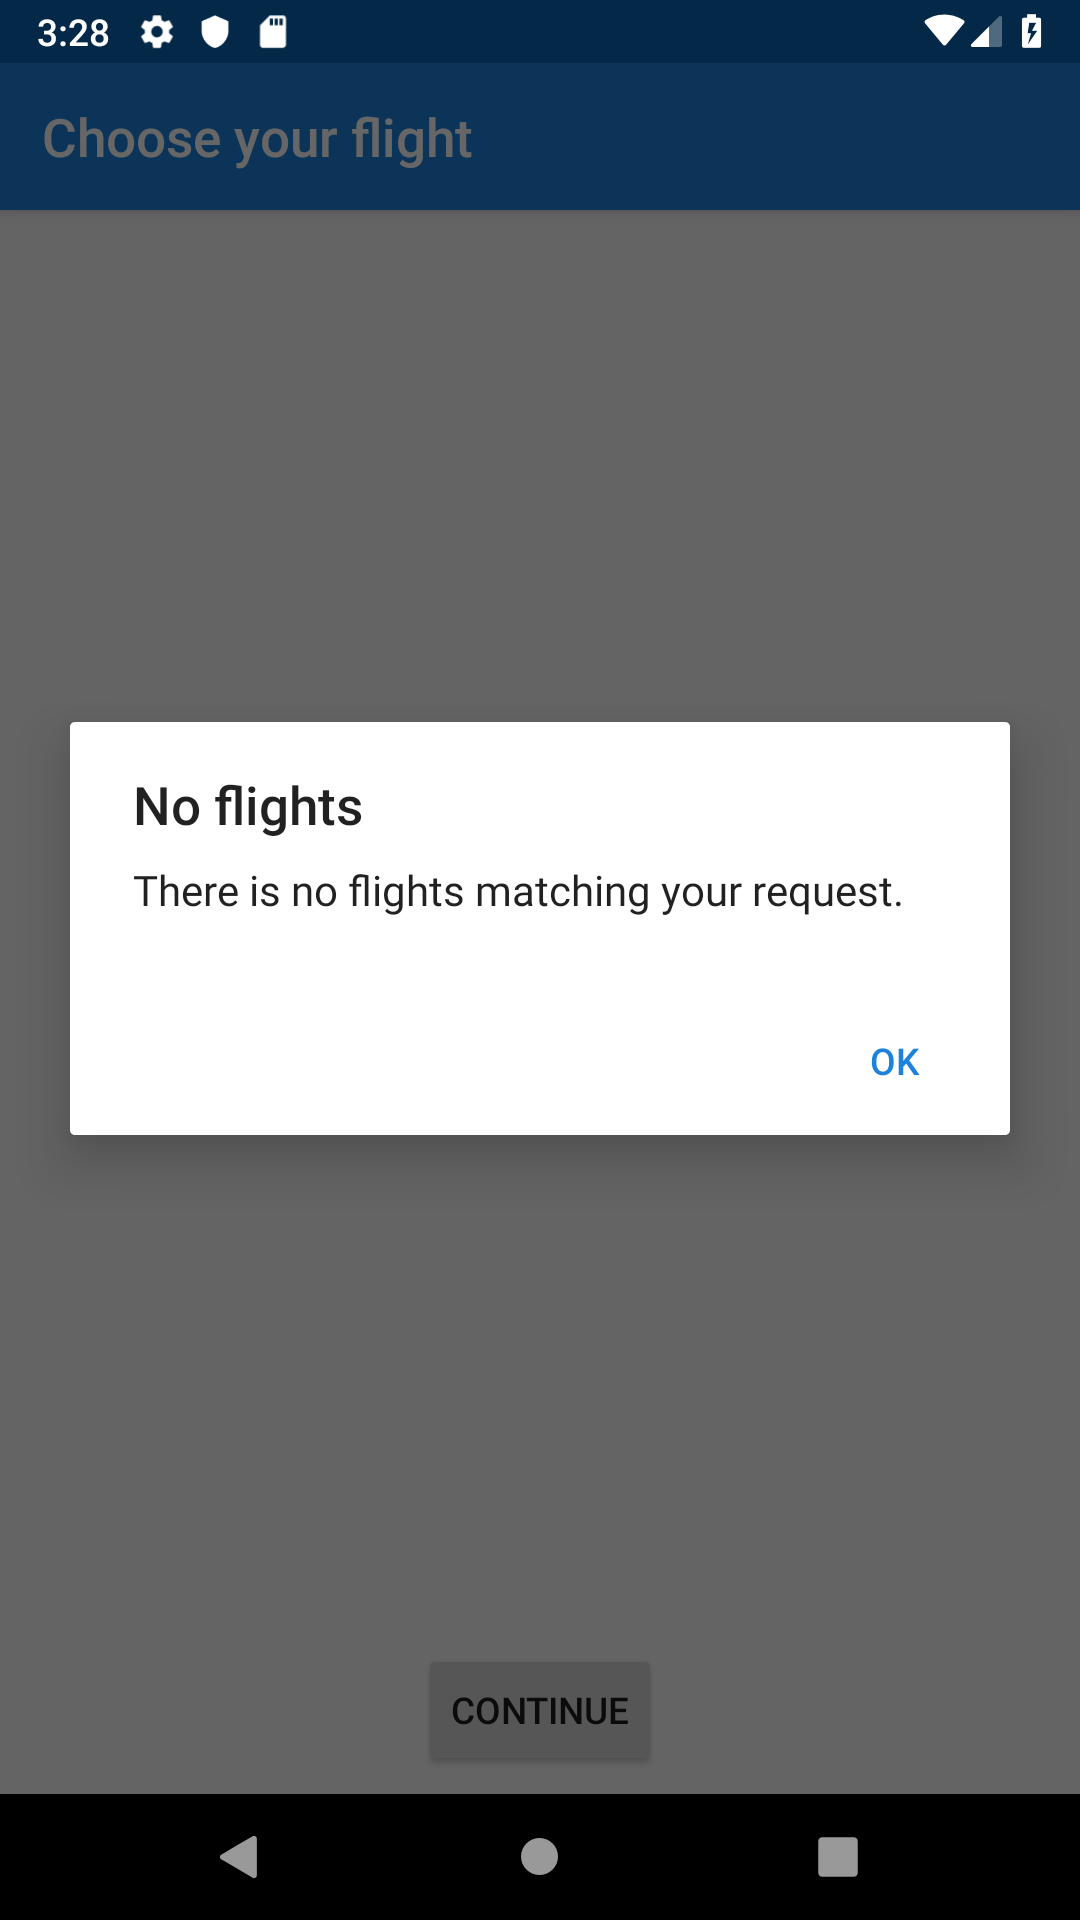 3:28
Choose your flight
No flights
There is no flights matching your request.
OK
CONTINUE